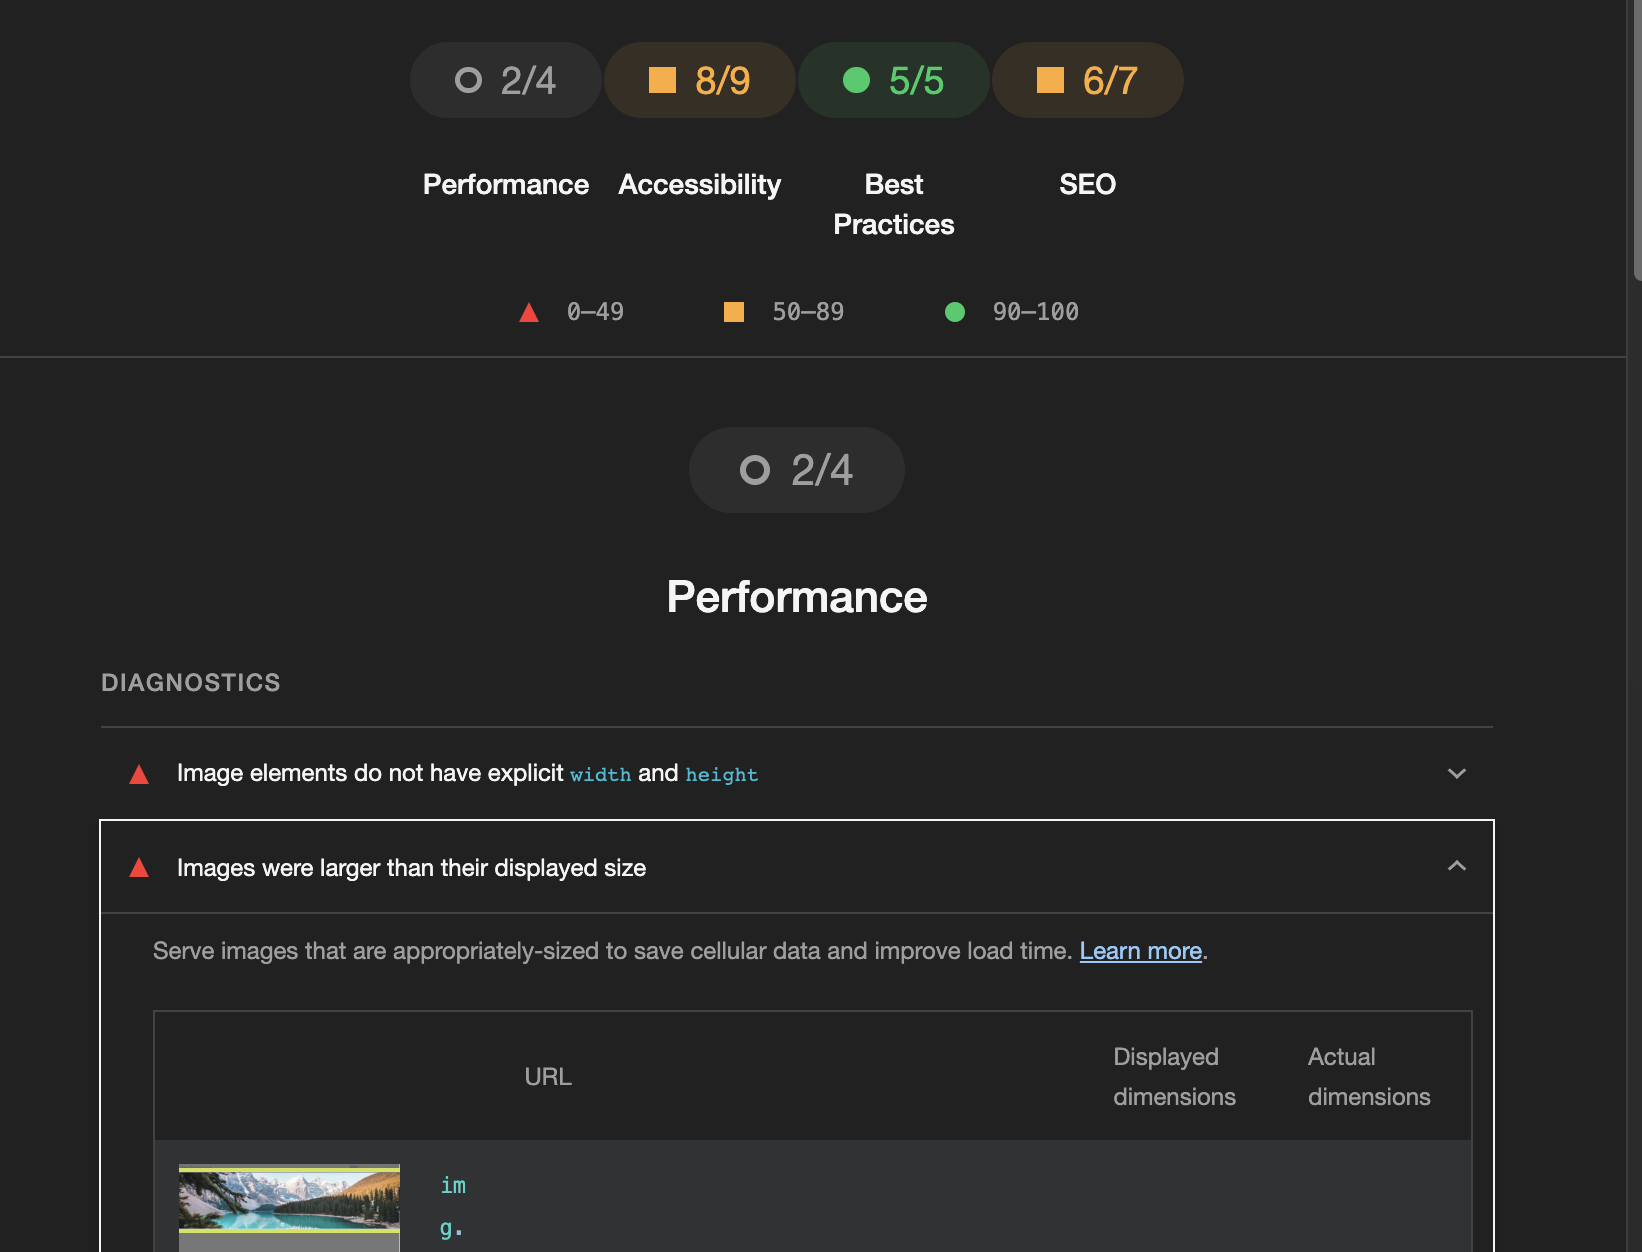 2/4 8/9 5/5 6/7
Performance Accessibility Best Practices SEO
0–49 50–89 90–100
2/4
Performance
DIAGNOSTICS
Image elements do not have explicit width and height
Images were larger than their displayed size
Serve images that are appropriately-sized to save cellular data and improve load time. Learn more.
URL Displayed dimensions Actual dimensions
im
g.